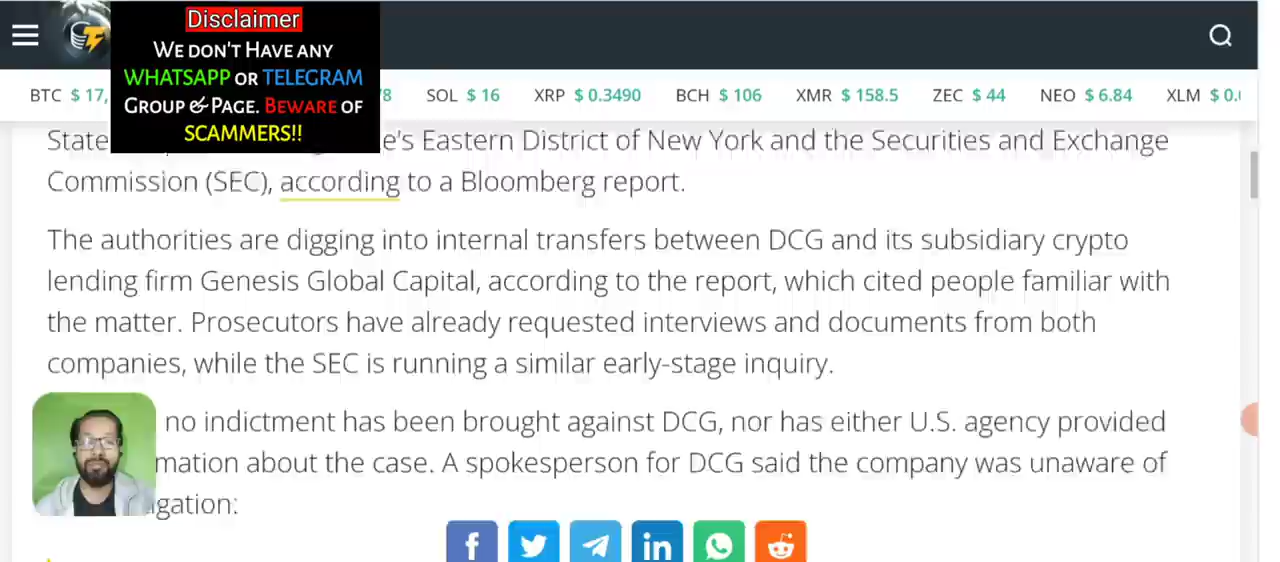 Disclaimer
WE DON'T HAVE ANY
WHATSAPP OR TELEGRAM
GROUP & PAGE. BEWARE OF
SCAMMERS!!
BTC $ 17, 78 SOL $ 16 XRP $ 0.3490 BCH $ 106 XMR $ 158.5 ZEC $ 44 NEO $ 6.84 XLM $ 0.
State e's Eastern District of New York and the Securities and Exchange
Commission (SEC), according to a Bloomberg report.
The authorities are digging into internal transfers between DCG and its subsidiary crypto
lending firm Genesis Global Capital, according to the report, which cited people familiar with
the matter. Prosecutors have already requested interviews and documents from both
companies, while the SEC is running a similar early-stage inquiry.
no indictment has been brought against DCG, nor has either U.S. agency provided
mation about the case. A spokesperson for DCG said the company was unaware of
gation: